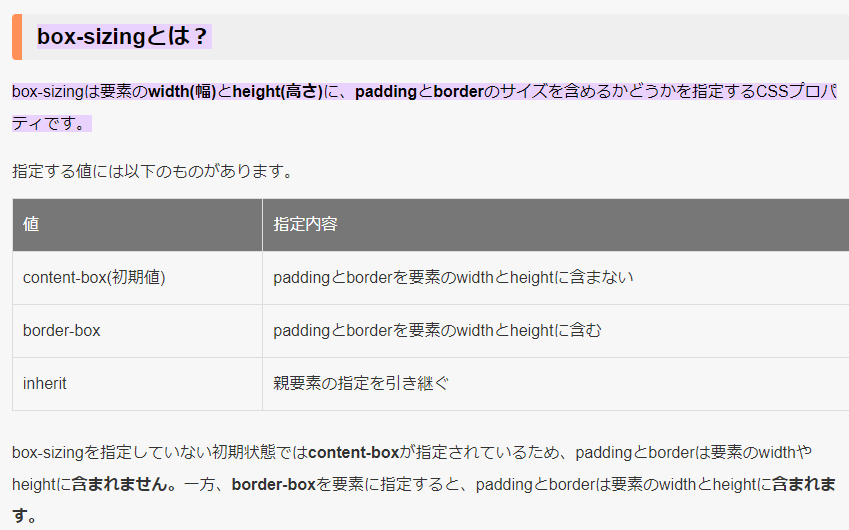 box-sizingとは？
box-sizingは要素のwidth(幅)とheight(高さ)に、paddingとborderのサイズを含めるかどうかを指定するCSSプロパ
ティです。
指定する値には以下のものがあります。
値 指定内容
content-box(初期値) paddingとborderを要素のwidthとheightに含まない
border-box paddingとborderを要素のwidthとheightに含む
inherit 親要素の指定を引き継ぐ
box-sizingを指定していない初期状態ではcontent-boxが指定されているため、paddingとborderは要素のwidthや
heightに含まれません。一方、border-boxを要素に指定すると、paddingとborderは要素のwidthとheightに含まれま
す。